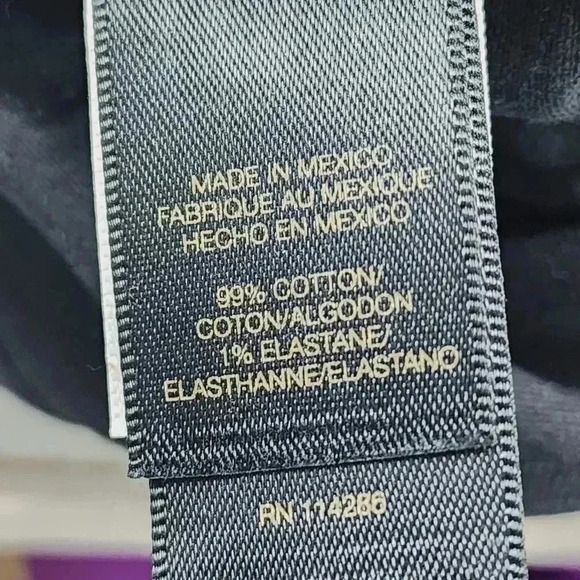 MADE IN MEXICO
FABRIQUE AU MEXIQUE
HECHO EN MEXICO
99% COTTON/
COTON/ALGODON
1% ELASTANE/
ELASTHANNE/ELASTANO
RN 114286